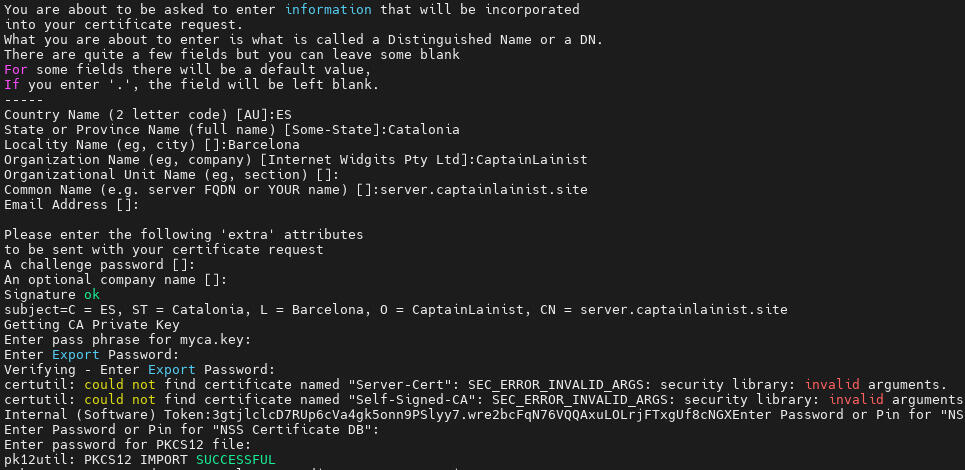 You are about to be asked to enter information that will be incorporated
into your certificate request.
What you are about to enter is what is called a Distinguished Name or a DN.
There are quite a few fields but you can leave some blank
For some fields there will be a default value,
If you enter '.', the field will be left blank.
-----
Country Name (2 letter code) [AU]:ES
State or Province Name (full name) [Some-State]:Catalonia
Locality Name (eg, city) []:Barcelona
Organization Name (eg, company) [Internet Widgits Pty Ltd]:CaptainLainist
Organizational Unit Name (eg, section) []:
Common Name (e.g. server FQDN or YOUR name) []:server.captainlainist.site
Email Address []:
Please enter the following 'extra' attributes
to be sent with your certificate request
A challenge password []:
An optional company name []:
Signature ok
subject=C = ES, ST = Catalonia, L = Barcelona, O = CaptainLainist, CN = server.captainlainist.site
Getting CA Private Key
Enter pass phrase for myca.key:
Enter Export Password:
Verifying - Enter Export Password:
certutil: could not find certificate named "Server-Cert": SEC_ERROR_INVALID_ARGS: security library: invalid arguments.
certutil: could not find certificate named "Self-Signed-CA": SEC_ERROR_INVALID_ARGS: security library: invalid arguments
Internal (Software) Token:3gtjlclcD7RUp6cVa4gk5onn9PSlyy7.wre2bcFqN76VQQAxuLOLrjFTxgUf8cNGXEnter Password or Pin for "NS
Enter Password or Pin for "NSS Certificate DB":
Enter password for PKCS12 file:
pk12util: PKCS12 IMPORT SUCCESSFUL